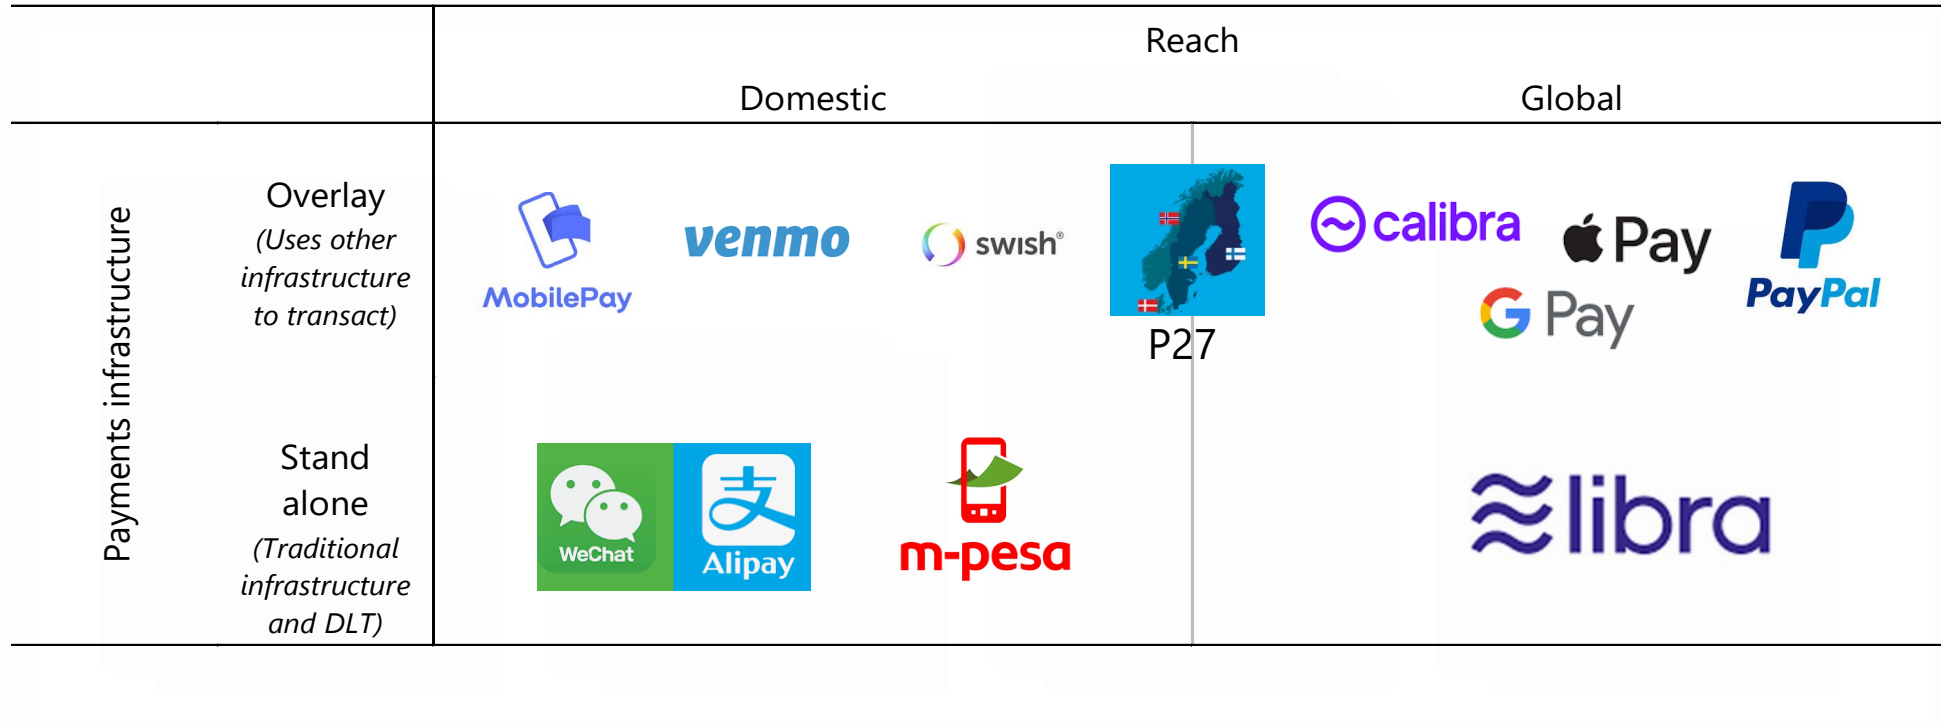 Reach
Domestic
Global
Payments infrastructure
Overlay
(Uses other
infrastructure
to transact)
MobilePay
venmo
swish®
P27
calibra
Pay
G Pay
PayPal
Stand
alone
(Traditional
infrastructure
and DLT)
WeChat
支
Alipay
m-pesa
libra